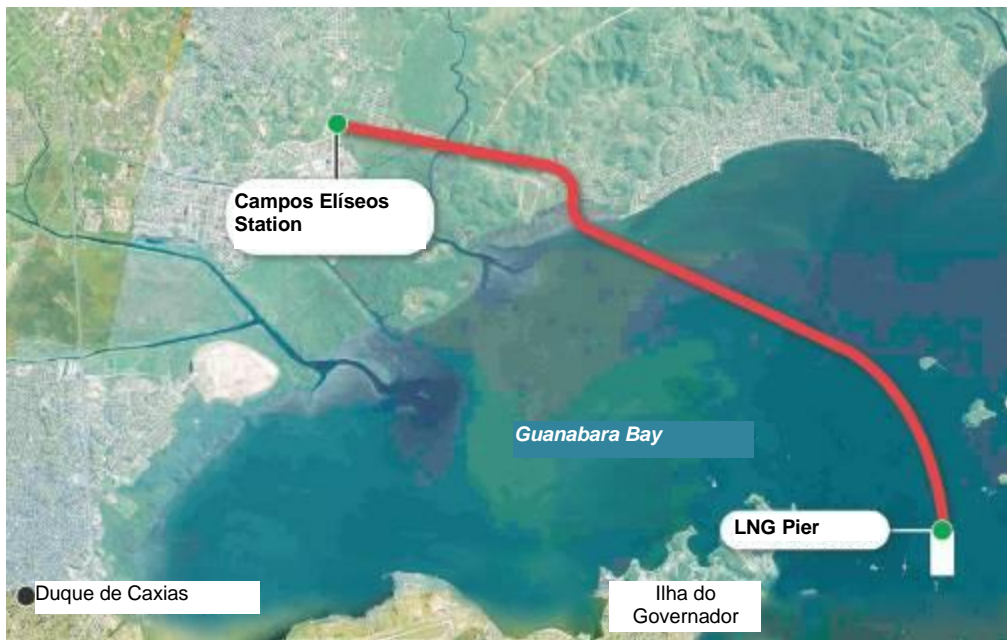 Campos Elíseos
Station
Guanabara Bay
LNG Pier
Duque de Caxias
Ilha do
Governador